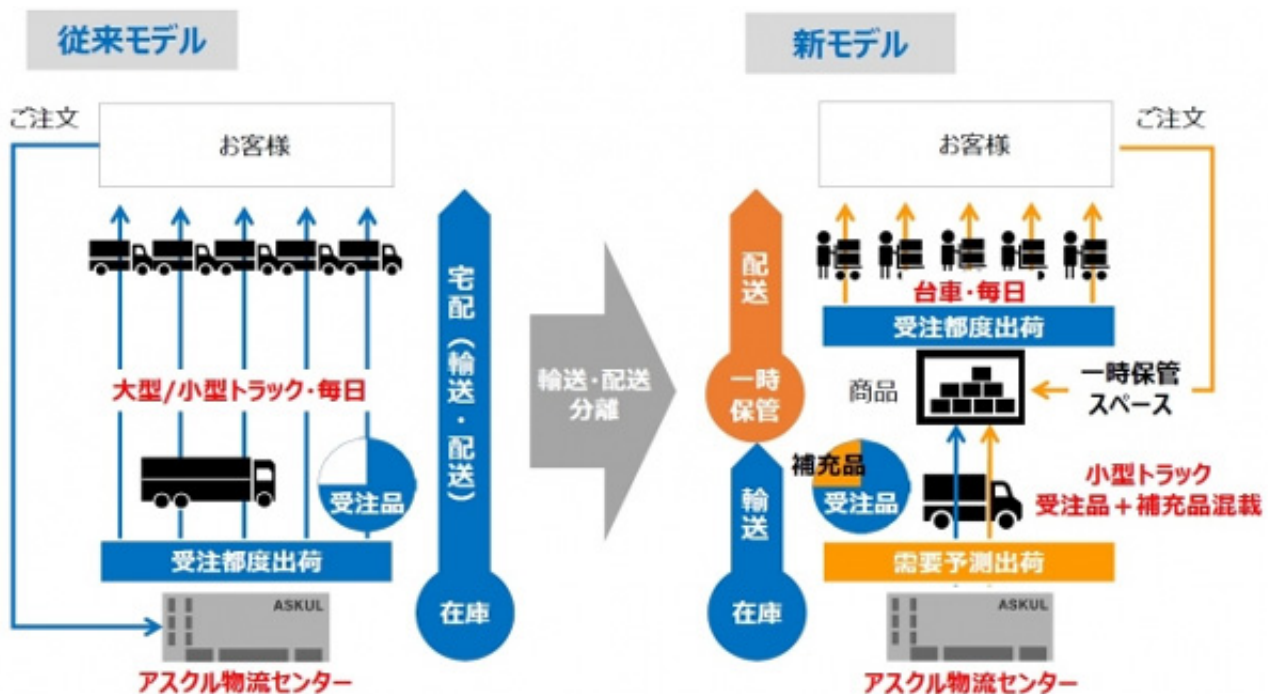 従来モデル
ご注文
お客様
大型/小型トラック・毎日
受注品
受注都度出荷
ASKUL
アスクル物流センター
宅配（輸送・配送）
在庫
輸送・配送
分離
新モデル
ご注文
お客様
配送
台車・毎日
受注都度出荷
一時
保管
商品
一時保管
スペース
補充品
受注品
小型トラック
受注品＋補充品混載
輸送
需要予測出荷
在庫
ASKUL
アスクル物流センター